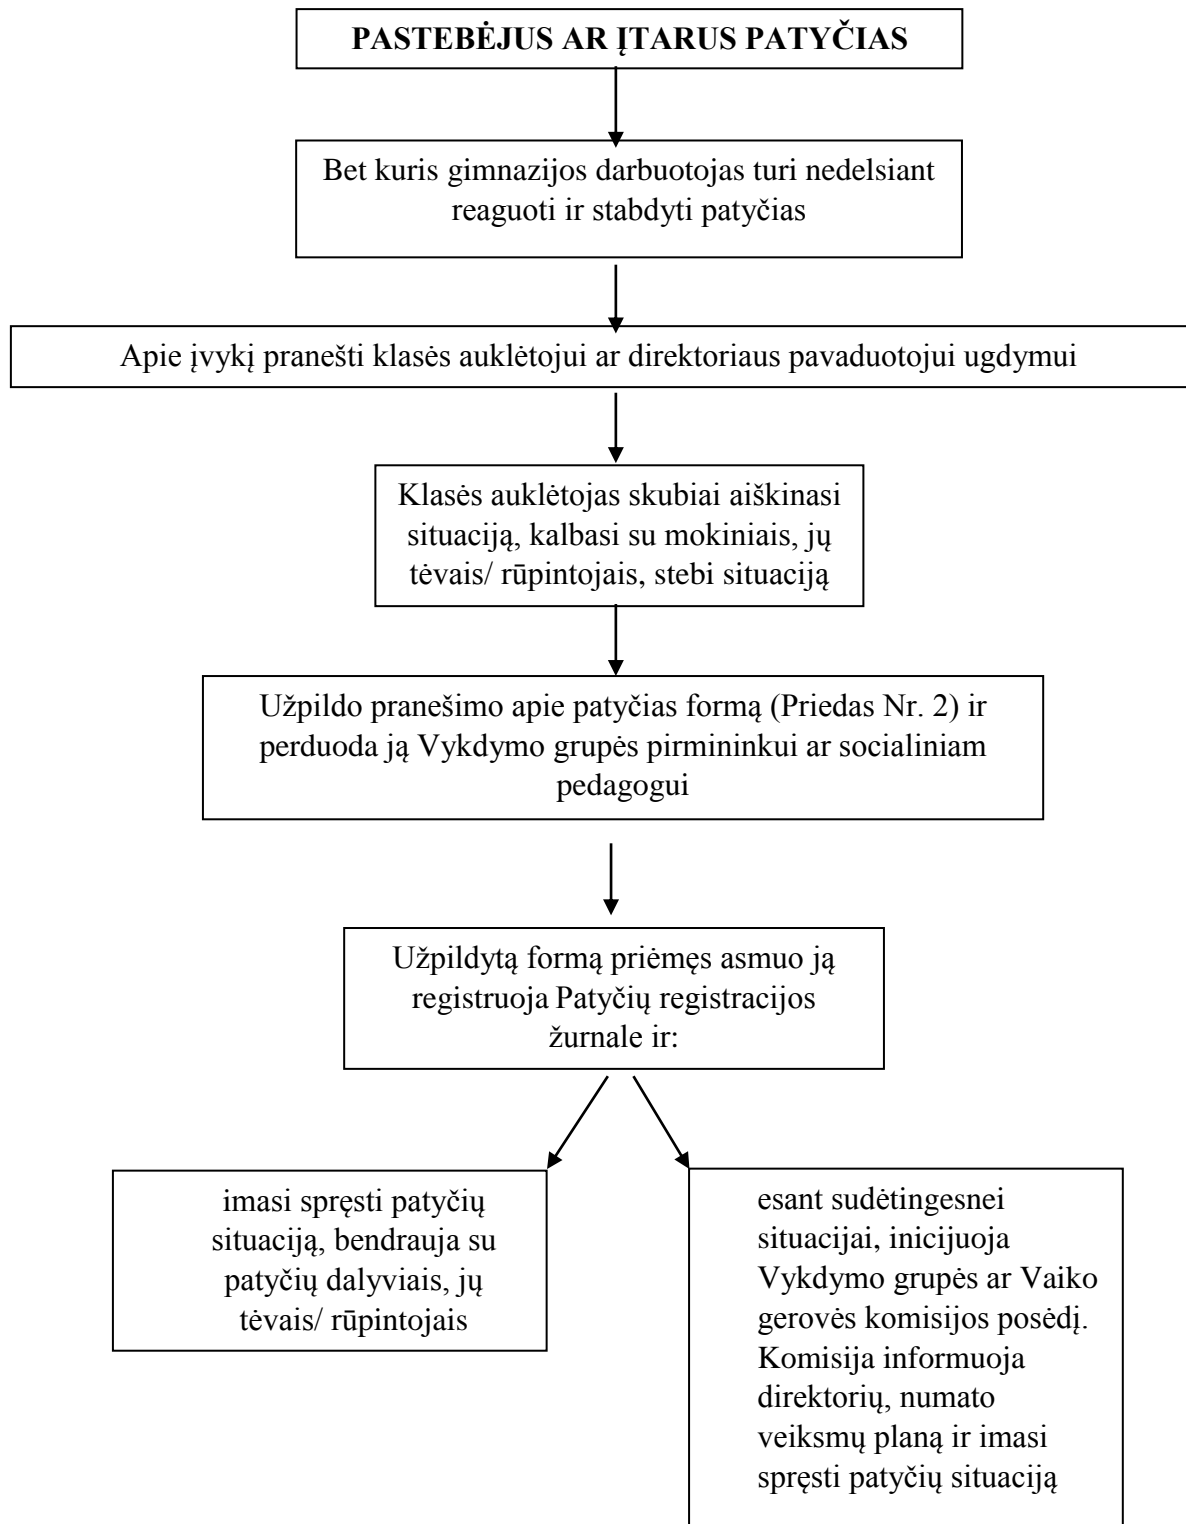 PASTEBĖJUS AR ĮTARUS PATYČIAS
Bet kuris gimnazijos darbuotojas turi nedelsiant
reaguoti ir stabdyti patyčias
Apie įvykį pranešti klasės auklėtojui ar direktoriaus pavaduotojui ugdymui
Klasės auklėtojas skubiai aiškinasi
situaciją, kalbasi su mokiniais, jų
tėvais/ rūpintojais, stebi situaciją
Užpildo pranešimo apie patyčias formą (Priedas Nr. 2) ir
perduoda ją Vykdymo grupės pirmininkui ar socialiniam
pedagogui
Užpildytą formą priėmęs asmuo ją
registruoja Patyčių registracijos
žurnale ir:
imasi spręsti patyčių
situaciją, bendrauja su
patyčių dalyviais, jų
tėvais/ rūpintojais
esant sudėtingesnei
situacijai, inicijuoja
Vykdymo grupės ar Vaiko
gerovės komisijos posėdį.
Komisija informuoja
direktorių, numato
veiksmų planą ir imasi
spręsti patyčių situaciją